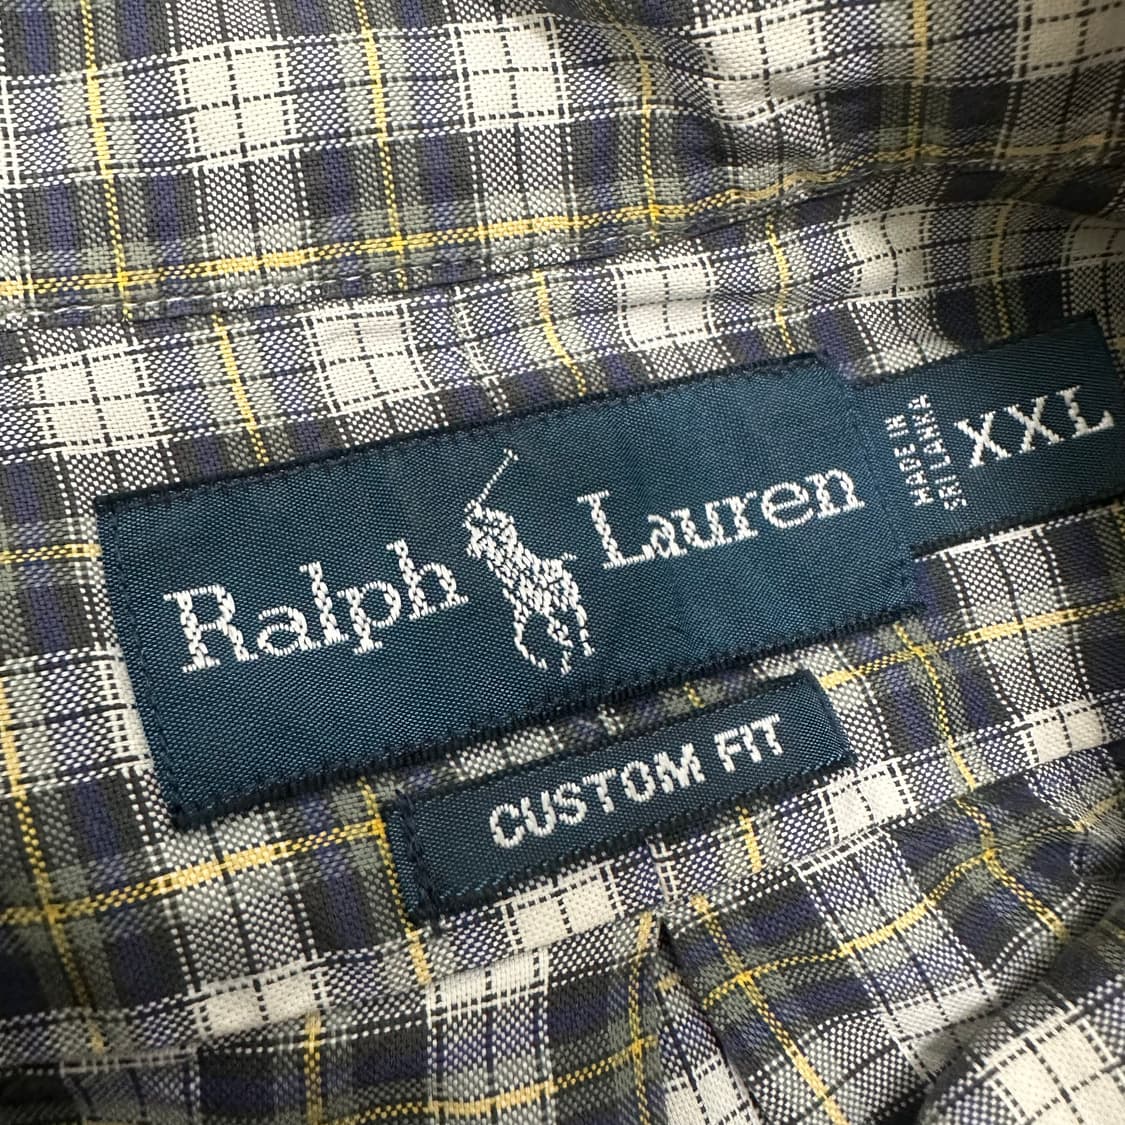 Ralph Lauren
MADE IN
SRI LANKA
XXL
CUSTOM FIT